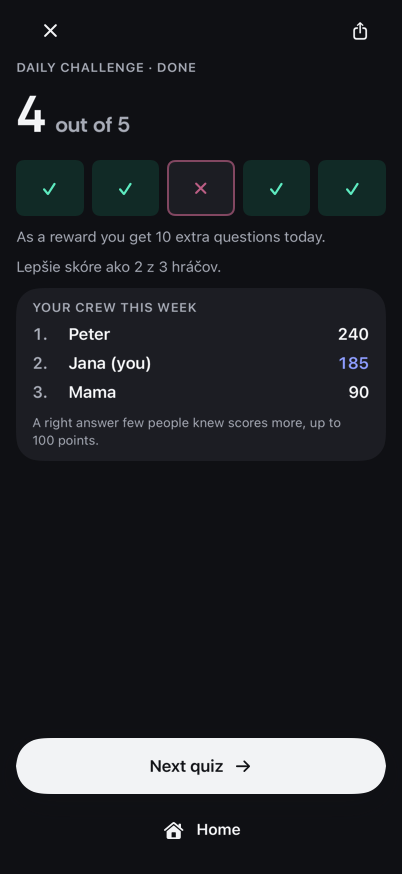 DAILY CHALLENGE · DONE
4 out of 5
As a reward you get 10 extra questions today.
Lepšie skóre ako 2 z 3 hráčov.
YOUR CREW THIS WEEK
1. Peter 240
2. Jana (you) 185
3. Mama 90
A right answer few people knew scores more, up to
100 points.
Next quiz →
Home